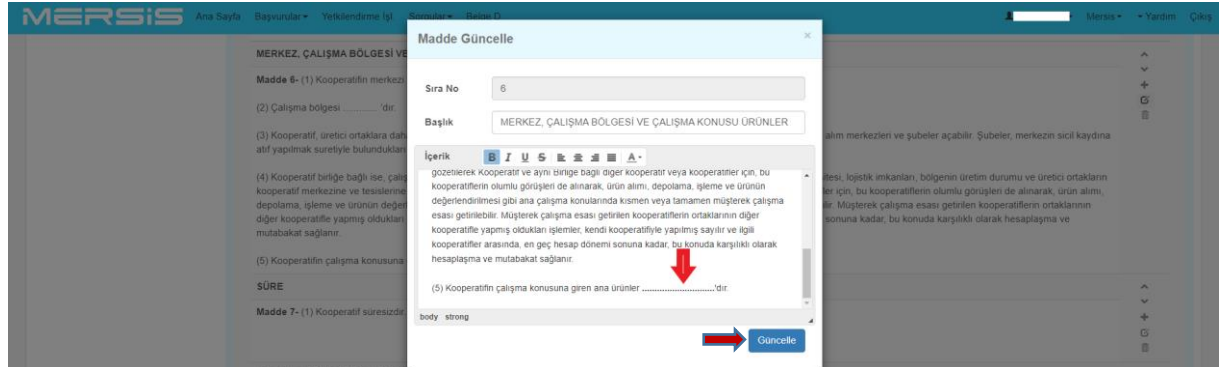 MERSiS Ana Sayfa Başvurular Yetkilendirme İşl Sorgular Belge D Mersis Yardım Çıkış
Madde Güncelle ×
MERKEZ, ÇALIŞMA BÖLGESİ VE
Madde 6- (1) Kooperatifin merkezi
Sıra No 6
(2) Çalışma bölgesi ............ 'dır.
Başlık MERKEZ, ÇALIŞMA BÖLGESİ VE ÇALIŞMA KONUSU ÜRÜNLER
(3) Kooperatif, üretici ortaklara daha alım merkezleri ve şubeler açabilir. Şubeler, merkezin sicil kaydına
atıf yapılmak suretiyle bulundukları
İçerik B I U S A
gözetilerek Kooperatif ve aynı Birliğe bağlı diğer kooperatif veya kooperatifler için, bu
kooperatiflerin olumlu görüşleri de alınarak, ürün alımı, depolama, işleme ve ürünün
değerlendirilmesi gibi ana çalışma konularında kısmen veya tamamen müşterek çalışma
esası getirilebilir. Müşterek çalışma esası getirilen kooperatiflerin ortaklarının diğer
kooperatifle yapmış oldukları işlemler, kendi kooperatifiyle yapılmış sayılır ve ilgili
kooperatifler arasında, en geç hesap dönemi sonuna kadar, bu konuda karşılıklı olarak
hesaplaşma ve mutabakat sağlanır.
(5) Kooperatifin çalışma konusuna giren ana ürünler ............................'dır.
body strong
Güncelle
(4) Kooperatif birliğe bağlı ise, çalış tesi, lojistik imkanları, bölgenin üretim durumu ve üretici ortakların
kooperatif merkezine ve tesislerine ler için, bu kooperatiflerin olumlu görüşleri de alınarak, ürün alımı,
depolama, işleme ve ürünün değerl ilir. Müşterek çalışma esası getirilen kooperatiflerin ortaklarının
diğer kooperatifle yapmış oldukları sonuna kadar, bu konuda karşılıklı olarak hesaplaşma ve
mutabakat sağlanır.
(5) Kooperatifin çalışma konusuna
SÜRE
Madde 7- (1) Kooperatif süresizdir.